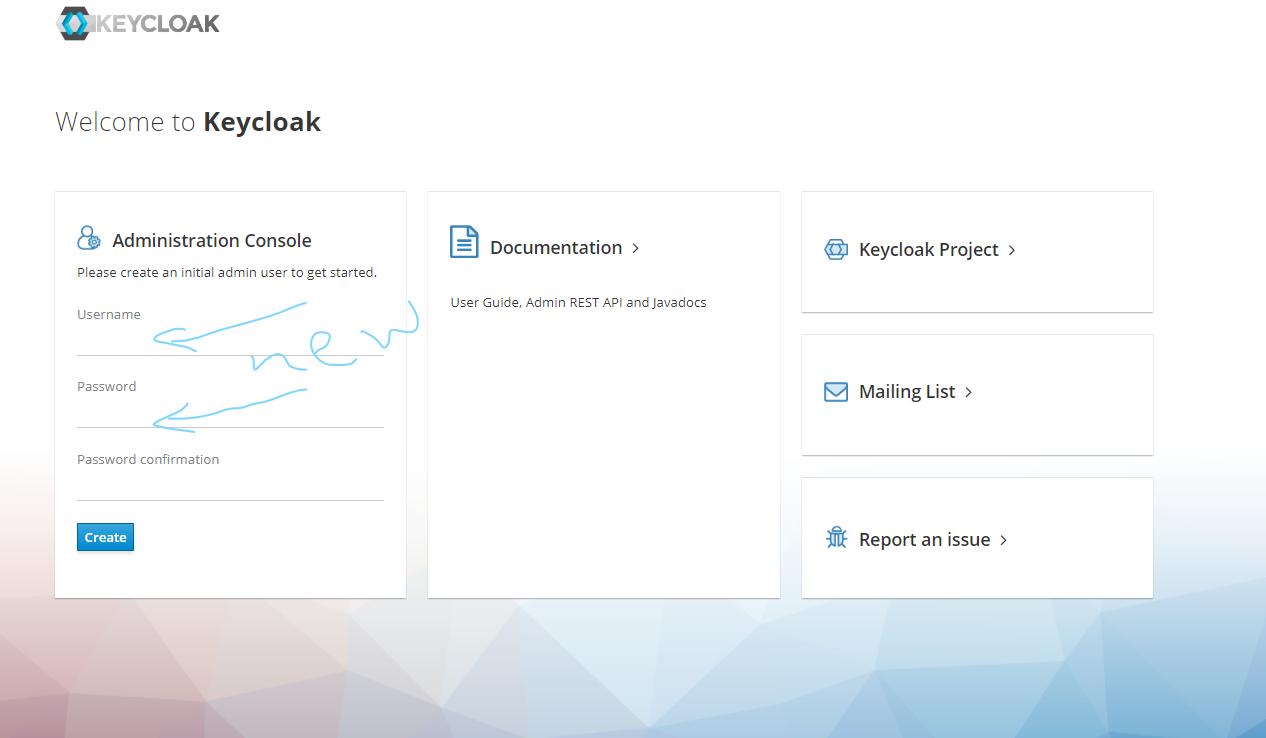 KEYCLOAK
Welcome to Keycloak
Administration Console
Please create an initial admin user to get started.
Username
new
Password
Password confirmation
Create
Documentation >
User Guide, Admin REST API and Javadocs
Keycloak Project >
Mailing List >
Report an issue >